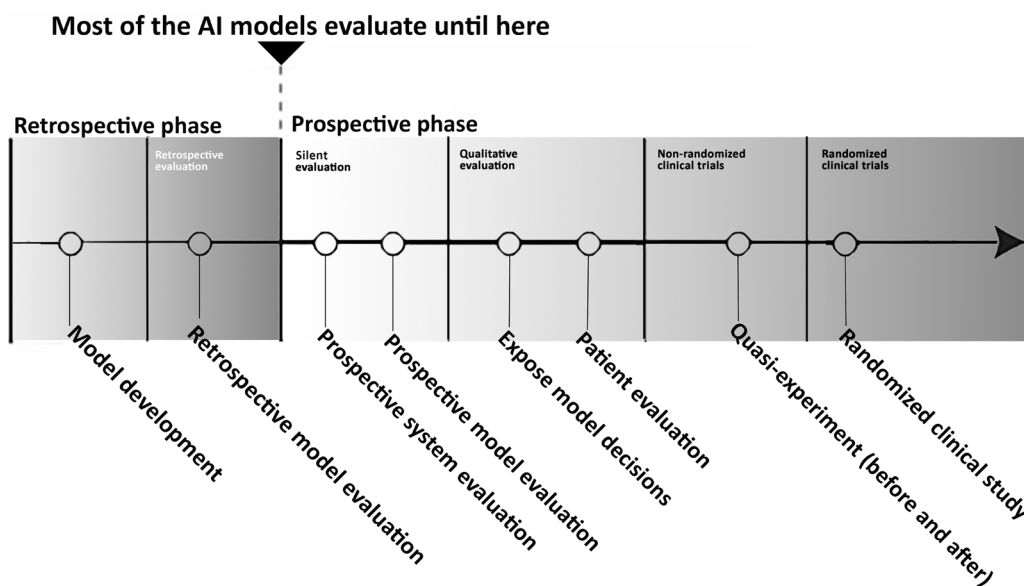 Most of the AI models evaluate until here
Retrospective phase
Prospective phase
Retrospective
evaluation
Silent
evaluation
Qualitative
evaluation
Non-randomized
clinical trials
Randomized
clinical trials
Model development
Retrospective model evaluation
Prospective system evaluation
Prospective model evaluation
Expose model decisions
Patient evaluation
Quasi-experiment (before and after)
Randomized clinical study